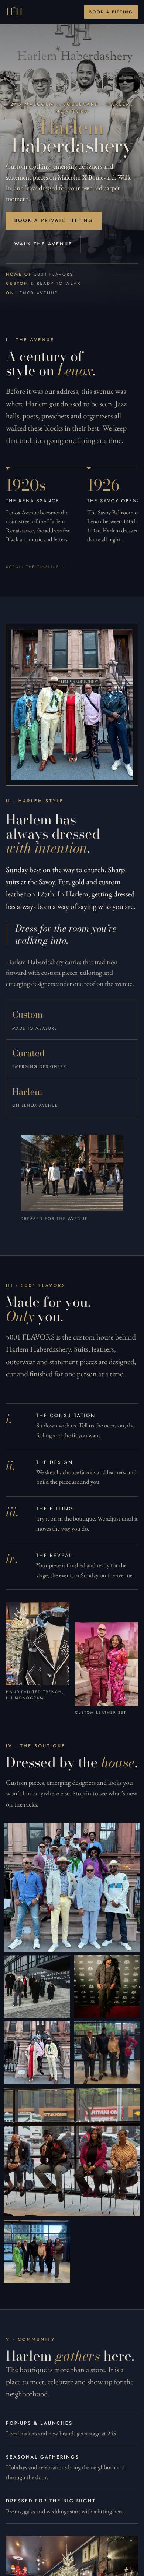 H H
BOOK A FITTING
Harlem Haberdashery
Harlem
Haberdashery
Custom clothing, streetwear, designers and
statement pieces on Malcolm X Boulevard. Walk
in, and leave dressed for your own red carpet
moment.
BOOK A PRIVATE FITTING
WALK THE AVENUE
HOME OF 5001 FLAVORS
CUSTOM & READY TO WEAR
ON LENOX AVENUE
I · THE AVENUE
A century of
style on Lenox.
Before it was our address, this avenue was
where Harlem got dressed to be seen. Jazz
halls, poets, preachers and organizers all
walked these blocks in their best. We keep
that tradition going one fitting at a time.
1920s
THE RENAISSANCE
Lenox Avenue becomes the
main street of the Harlem
Renaissance, the address for
Black art, music and letters.
1926
THE SAVOY OPENS
The Savoy Ballroom
Lenox between 140th
141st. Harlem dresses
dance all night.
SCROLL THE TIMELINE →
II · HARLEM STYLE
Harlem has
always dressed
with intention.
Sunday best on the way to church. Sharp
suits at the Savoy. Fur, gold and custom
leather on 125th. In Harlem, getting dressed
has always been a way of saying who you are.
Dress for the room you're
walking into.
Harlem Haberdashery carries that tradition
forward with custom pieces, tailoring and
emerging designers under one roof on the avenue.
Custom
MADE TO MEASURE
Curated
EMERGING DESIGNERS
Harlem
ON LENOX AVENUE
DRESSED FOR THE AVENUE
III · 5001 FLAVORS
Made for you.
Only you.
5001 FLAVORS is the custom house behind
Harlem Haberdashery. Suits, leathers,
outerwear and statement pieces are designed,
cut and finished for one person at a time.
i.
THE CONSULTATION
Sit down with us. Tell us the occasion, the
feeling and the fit you want.
ii.
THE DESIGN
We sketch, choose fabrics and leathers, and
build the piece around you.
iii.
THE FITTING
Try it on in the boutique. We adjust until it
moves the way you do.
iv.
THE REVEAL
Your piece is finished and ready for the
stage, the event, or Sunday on the avenue.
HAND-PAINTED TRENCH,
HH MONOGRAM
CUSTOM LEATHER SET
IV · THE BOUTIQUE
Dressed by the house.
Custom pieces, emerging designers and looks you
won't find anywhere else. Stop in to see what's new
on the racks.
V · COMMUNITY
Harlem gathers here.
The boutique is more than a store. It is a
place to meet, celebrate and show up for the
neighborhood.
POP-UPS & LAUNCHES
Local makers and new brands get a stage at 245.
SEASONAL GATHERINGS
Holidays and celebrations bring the neighborhood
through the door.
DRESSED FOR THE BIG NIGHT
Proms, galas and weddings start with a fitting here.